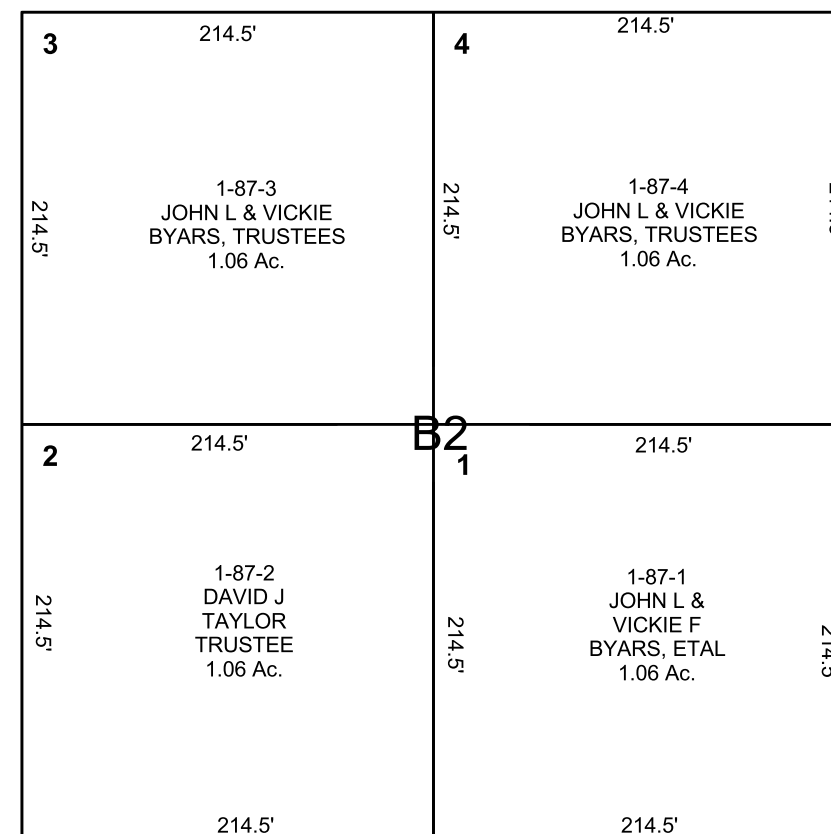 3
214.5'
4
214.5'
214.5'
1-87-3
JOHN L & VICKIE
BYARS, TRUSTEES
1.06 Ac.
214.5'
1-87-4
JOHN L & VICKIE
BYARS, TRUSTEES
1.06 Ac.
B2
2
214.5'
1
214.5'
214.5'
1-87-2
DAVID J
TAYLOR
TRUSTEE
1.06 Ac.
214.5'
1-87-1
JOHN L &
VICKIE F
BYARS, ETAL
1.06 Ac.
214.5'
214.5'